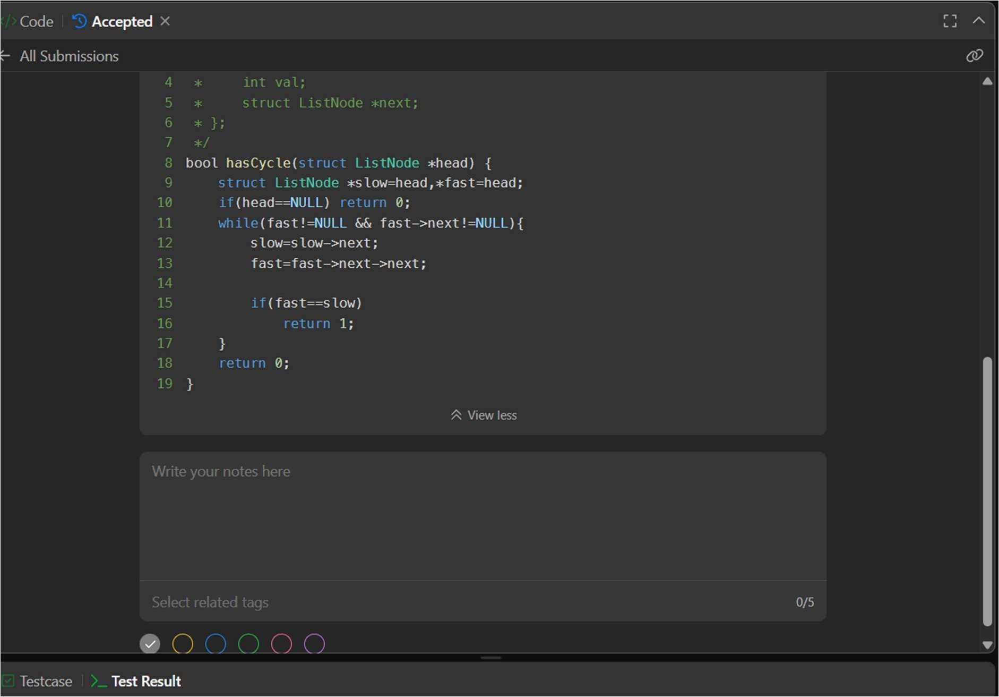 </> Code | Accepted ×
← All Submissions
4  *     int val;
5  *     struct ListNode *next;
6  * };
7  */
8 bool hasCycle(struct ListNode *head) {
9     struct ListNode *slow=head,*fast=head;
10     if(head==NULL) return 0;
11     while(fast!=NULL && fast->next!=NULL){
12         slow=slow->next;
13         fast=fast->next->next;
14
15         if(fast==slow)
16             return 1;
17     }
18     return 0;
19 }
View less
Write your notes here
Select related tags 0/5
Testcase | >_ Test Result